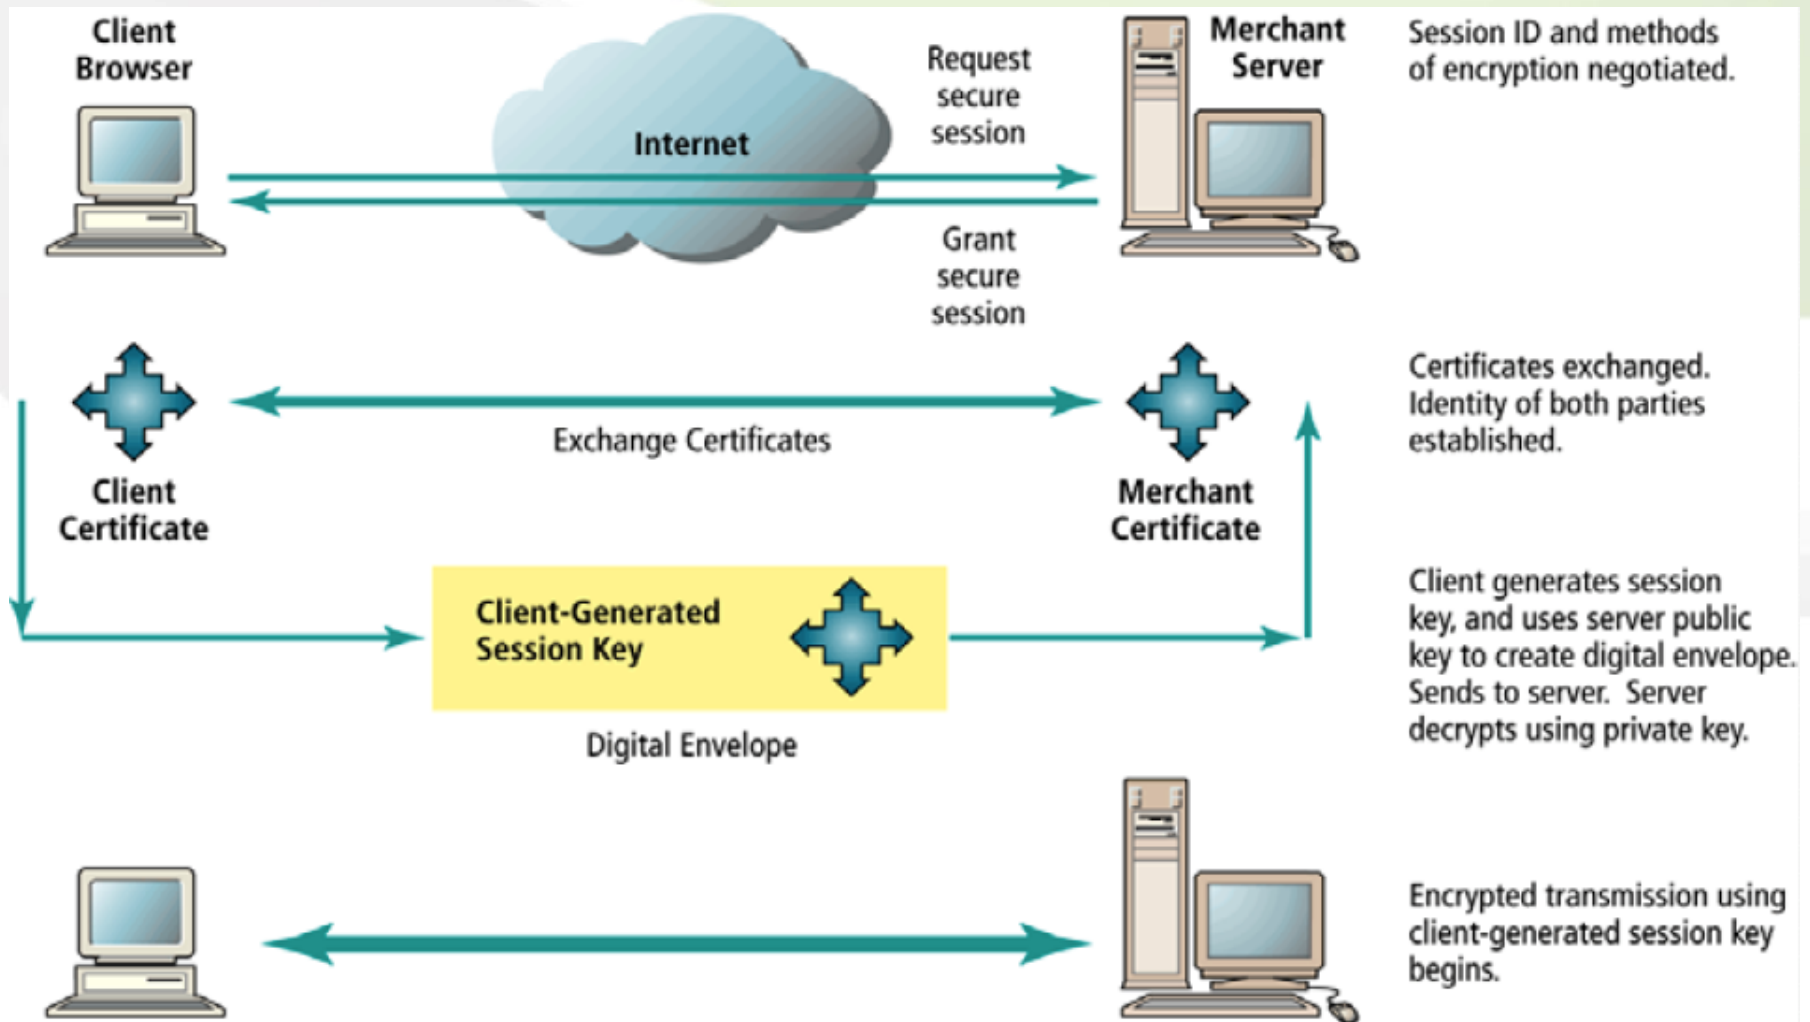 Client
Browser
Internet
Request
secure
session
Grant
secure
session
Merchant
Server
Session ID and methods
of encryption negotiated.
Client
Certificate
Exchange Certificates
Merchant
Certificate
Certificates exchanged.
Identity of both parties
established.
Client-Generated
Session Key
Digital Envelope
Client generates session
key, and uses server public
key to create digital envelope.
Sends to server. Server
decrypts using private key.
Encrypted transmission using
client-generated session key
begins.